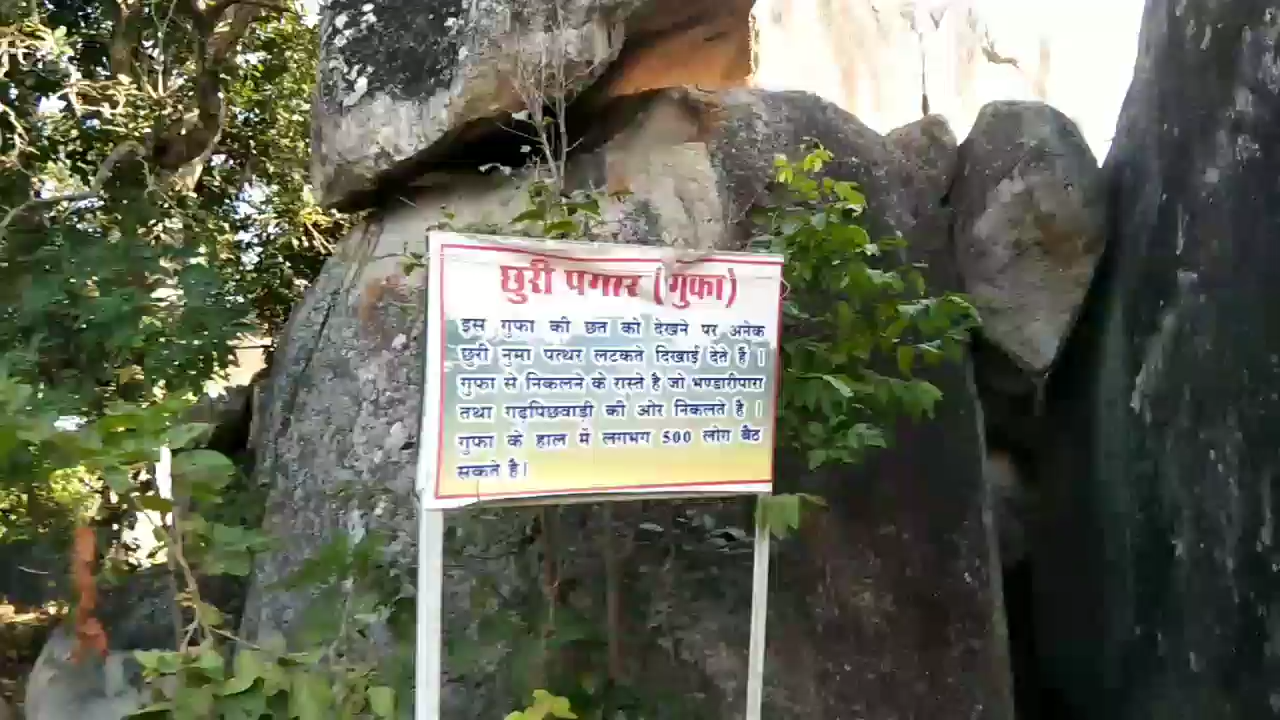 छुरी पगार (गुफा)
इस गुफा की छत को देखने पर अनेक
छुरी नुमा पत्थर लटकते दिखाई देते है ।
गुफा से निकलने के रास्ते है जो भण्डारीपारा
तथा गढ़पिछवाड़ी की ओर निकलते है ।
गुफा के हाल में लगभग 500 लोग बैठ
सकते है।